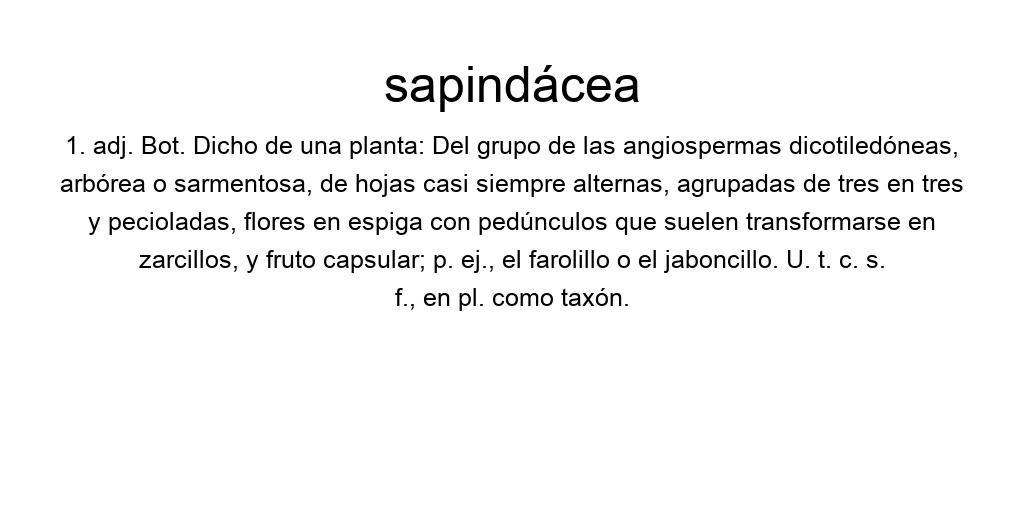 sapindácea
1. adj. Bot. Dicho de una planta: Del grupo de las angiospermas dicotiledóneas,
arbórea o sarmentosa, de hojas casi siempre alternas, agrupadas de tres en tres
y pecioladas, flores en espiga con pedúnculos que suelen transformarse en
zarcillos, y fruto capsular; p. ej., el farolillo o el jaboncillo. U. t. c. s.
f., en pl. como taxón.